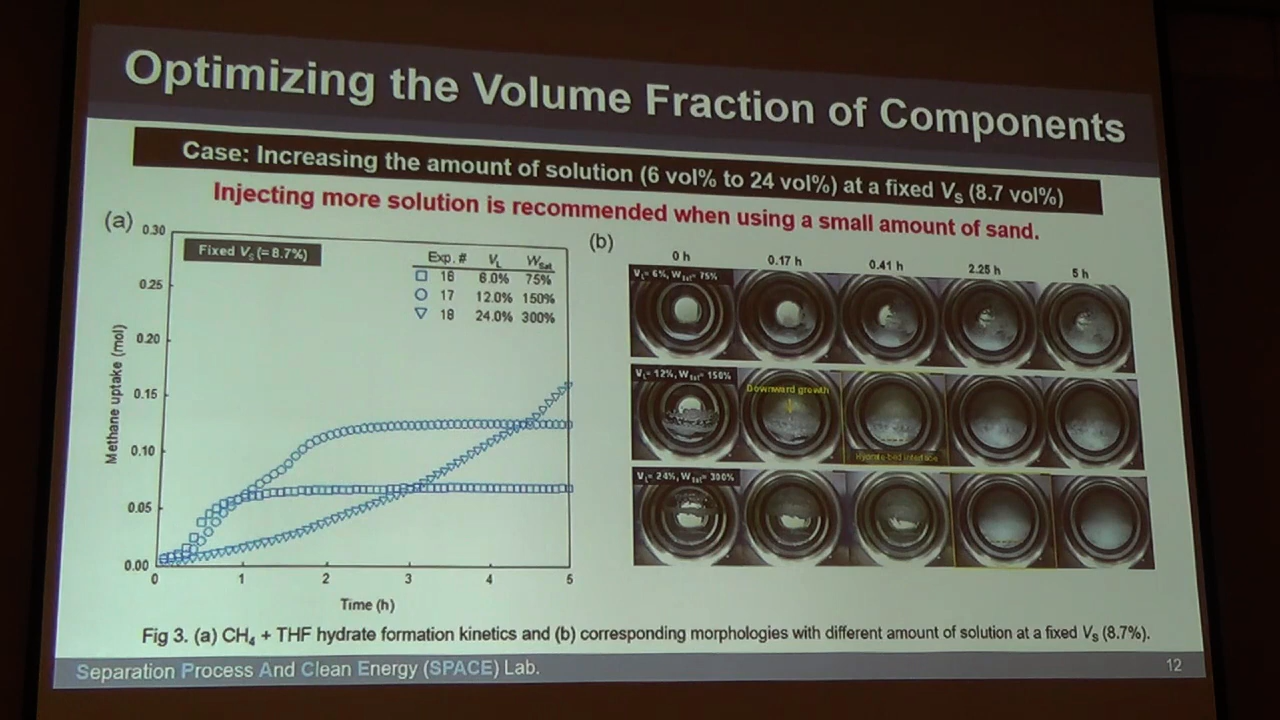 Optimizing the Volume Fraction of Components
Case: Increasing the amount of solution (6 vol% to 24 vol%) at a fixed VS (8.7 vol%)
Injecting more solution is recommended when using a small amount of sand.
(a)
Fixed VS (= 8.7%)
Exp. # VL WSat
16 6.0% 75%
17 12.0% 150%
18 24.0% 300%
0.30
0.25
0.20
0.15
0.10
0.05
0.00
Methane uptake (mol)
0 1 2 3 4 5
Time (h)
(b)
0 h 0.17 h 0.41 h 2.25 h 5 h
VL= 6%, WSat= 75%
VL= 12%, WSat= 150%
Downward growth
Hydrate-bed interface
VL= 24%, WSat= 300%
Fig 3. (a) CH4 + THF hydrate formation kinetics and (b) corresponding morphologies with different amount of solution at a fixed VS (8.7%).
Separation Process And Clean Energy (SPACE) Lab.
12